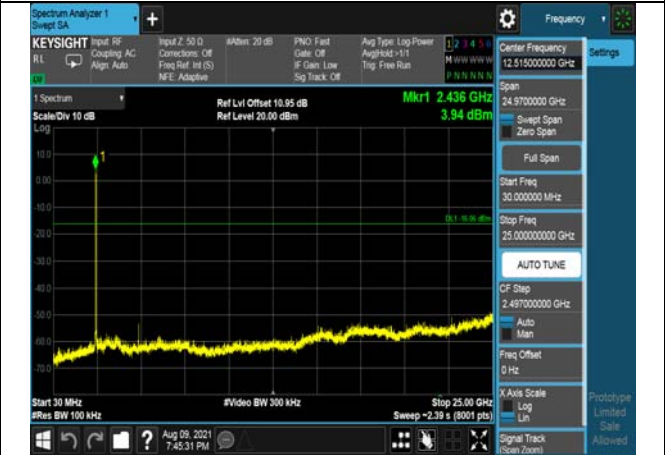 Spectrum Analyzer 1
Swept SA
Frequency
KEYSIGHT
RL
Input: RF
Coupling: AC
Align: Auto
Input Z: 50 Ω
Corrections: Off
Freq Ref: Int (S)
NFE: Adaptive
#Atten: 20 dB
PNO: Fast
Gate: Off
IF Gain: Low
Sig Track: Off
Avg Type: Log-Power
Avg|Hold:>1/1
Trig: Free Run
1 2 3 4 5 6
M W W W W W
P N N N N N
Center Frequency
12.515000000 GHz
Settings
Span
24.9700000 GHz
Swept Span
Zero Span
Full Span
Start Freq
30.000000 MHz
Stop Freq
25.000000000 GHz
AUTO TUNE
CF Step
2.497000000 GHz
Auto
Man
Freq Offset
0 Hz
X Axis Scale
Log
Lin
Signal Track
(Span Zoom)
1 Spectrum
Scale/Div 10 dB
Log
Ref Lvl Offset 10.95 dB
Ref Level 20.00 dBm
Mkr1 2.436 GHz
3.94 dBm
1
10.0
0.00
-10.0
-20.0
-30.0
-40.0
-50.0
-60.0
-70.0
DL1 -16.06 dBm
Start 30 MHz
#Res BW 100 kHz
#Video BW 300 kHz
Stop 25.00 GHz
Sweep ~2.39 s (8001 pts)
Aug 09, 2021
7:45:31 PM
Prototype
Limited
Sale
Allowed